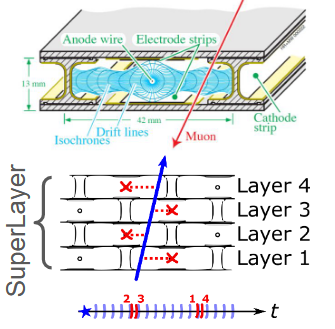 Anode wire
Electrode strips
13 mm
42 mm
Isochrones
Drift lines
Muon
Cathode
strip
SuperLayer
Layer 4
Layer 3
Layer 2
Layer 1
2 3 1 4
t